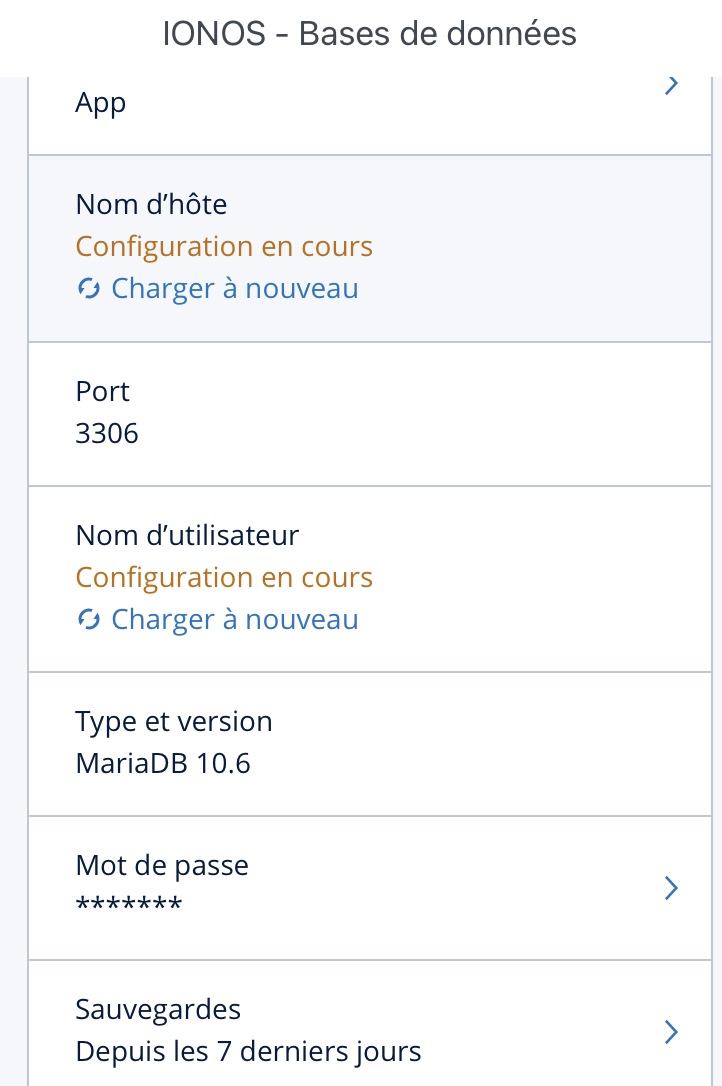 IONOS - Bases de données
App
Nom d’hôte
Configuration en cours
Charger à nouveau
Port
3306
Nom d’utilisateur
Configuration en cours
Charger à nouveau
Type et version
MariaDB 10.6
Mot de passe
*******
Sauvegardes
Depuis les 7 derniers jours